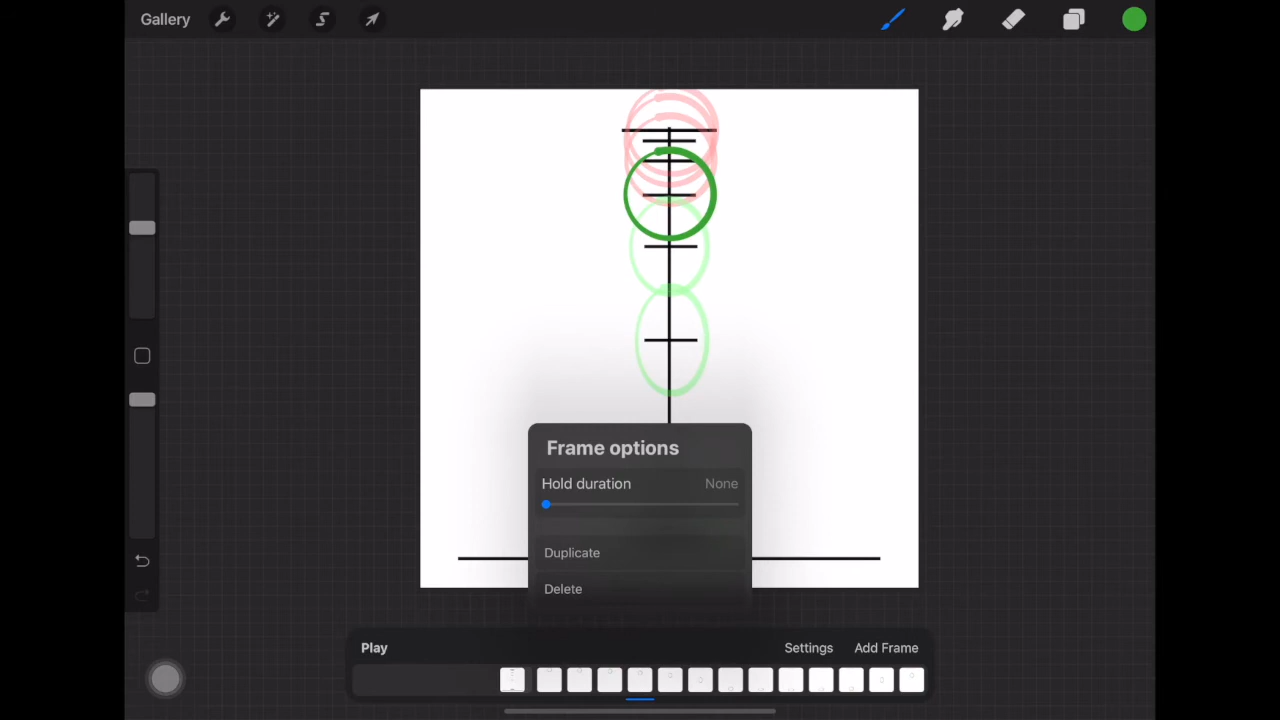 Gallery
Frame options
Hold duration None
Duplicate
Delete
Play Settings Add Frame